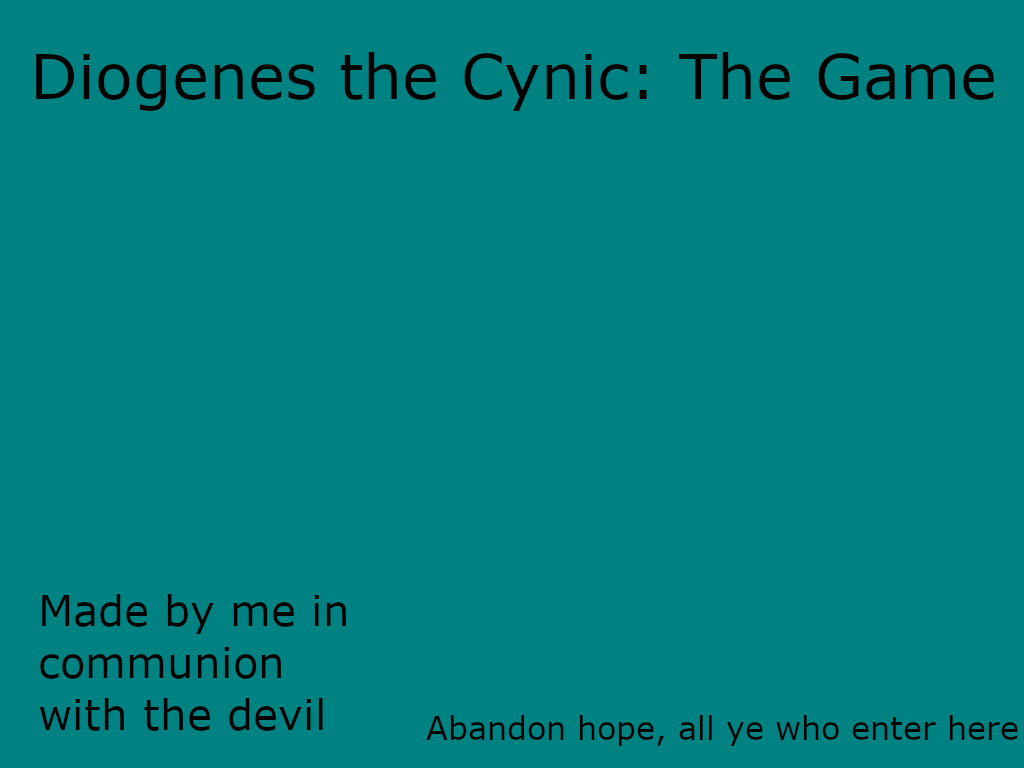 Diogenes the Cynic: The Game
Made by me in
communion
with the devil
Abandon hope, all ye who enter here